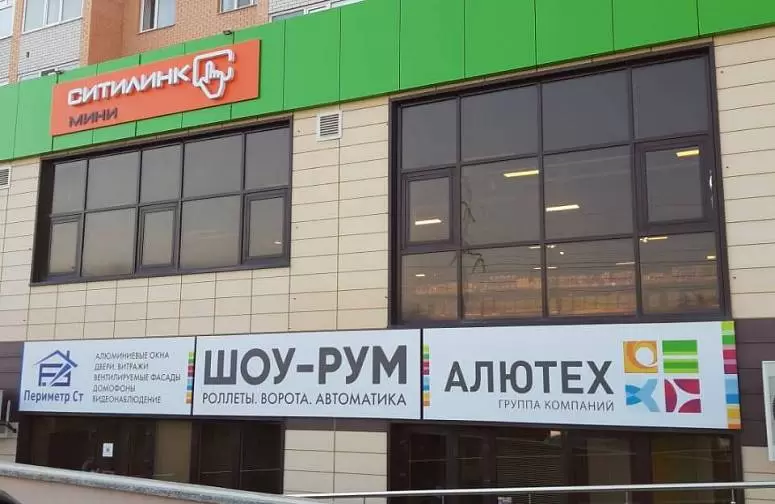 СИТИЛИНК
МИНИ
Периметр Ст
АЛЮМИНИЕВЫЕ ОКНА
ДВЕРИ, ВИТРАЖИ
ВЕНТИЛИРУЕМЫЕ ФАСАДЫ
ДОМОФОНЫ
ВИДЕОНАБЛЮДЕНИЕ
ШОУ-РУМ
РОЛЛЕТЫ. ВОРОТА. АВТОМАТИКА
АЛЮТЕХ
ГРУППА КОМПАНИЙ